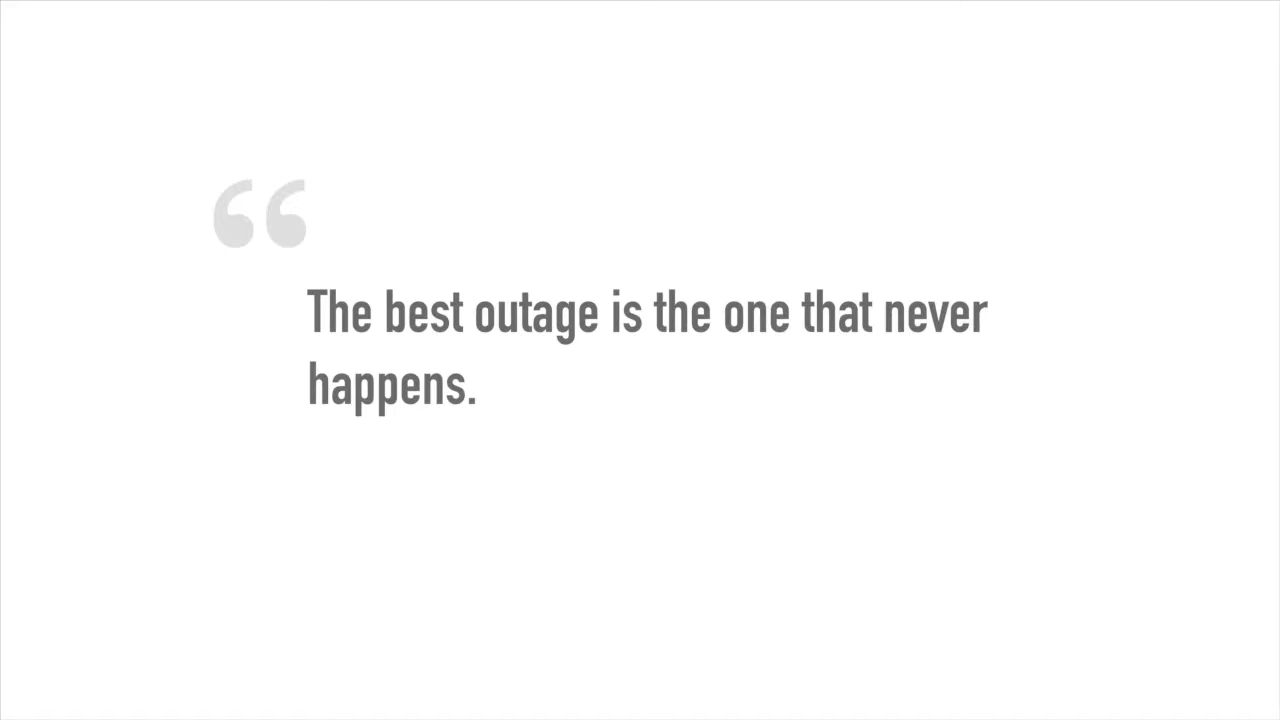 “
The best outage is the one that never
happens.